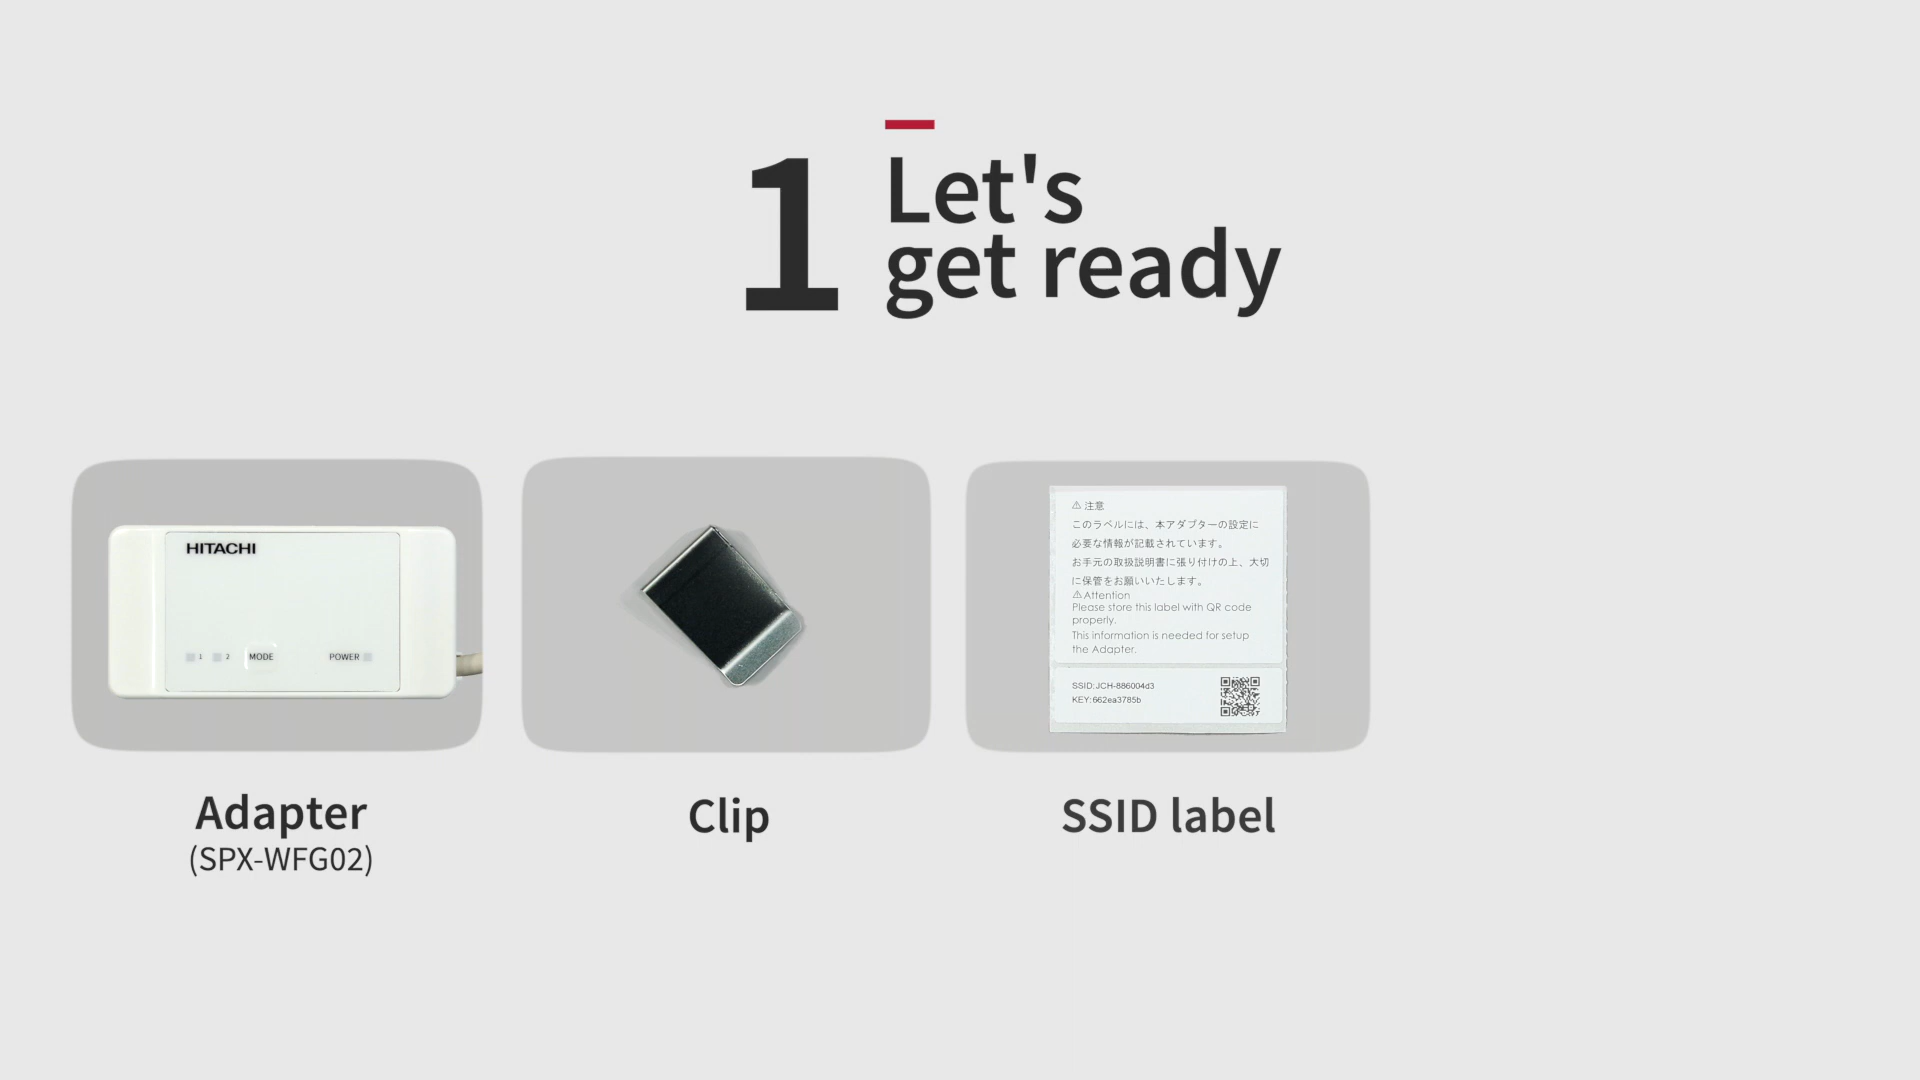 1
Let's
get ready
HITACHI
1 2 MODE POWER
⚠ 注意
このラベルには、本アダプターの設定に
必要な情報が記載されています。
お手元の取扱説明書に張り付けの上、大切
に保管をお願いいたします。
⚠Attention
Please store this label with QR code
properly.
This information is needed for setup
the Adapter.
SSID:JCH-886004d3
KEY:662ea3785b
Adapter
(SPX-WFG02)
Clip
SSID label